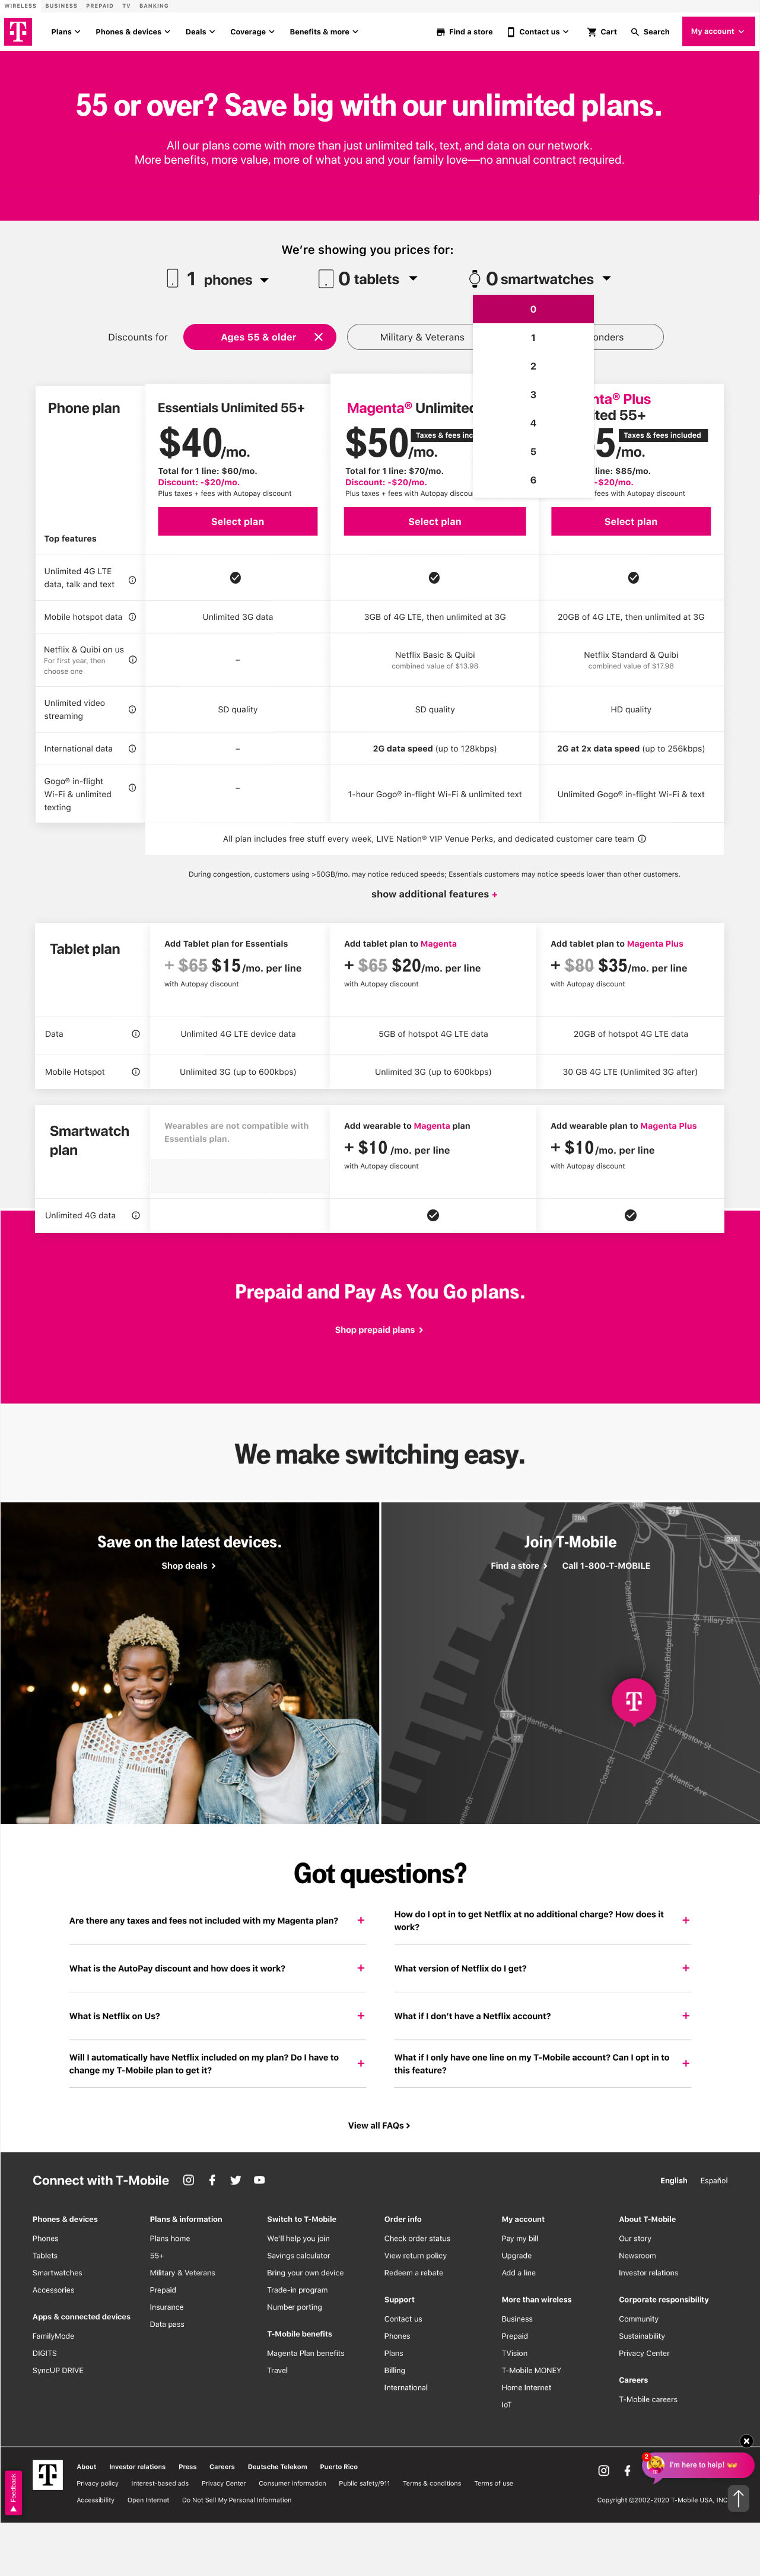 WIRELESS BUSINESS PREPAID TV BANKING
Plans Phones & devices Deals Coverage Benefits & more Find a store Contact us Cart Search My account
55 or over? Save big with our unlimited plans.
All our plans come with more than just unlimited talk, text, and data on our network.
More benefits, more value, more of what you and your family love—no annual contract required.
We're showing you prices for:
1 phones 0 tablets 0 smartwatches
0
1
2
3
4
5
6
Discounts for Ages 55 & older Military & Veterans onders
Phone plan
Top features
Essentials Unlimited 55+
$40/mo.
Total for 1 line: $60/mo.
Discount: -$20/mo.
Plus taxes + fees with Autopay discount
Select plan
Magenta® Unlimited
$50/mo.
Taxes & fees inc
Total for 1 line: $70/mo.
Discount: -$20/mo.
Plus taxes + fees with Autopay discou
Select plan
nta® Plus
ited 55+
5/mo.
Taxes & fees included
line: $85/mo.
-$20/mo.
fees with Autopay discount
Select plan
Unlimited 4G LTE
data, talk and text
Mobile hotspot data Unlimited 3G data 3GB of 4G LTE, then unlimited at 3G 20GB of 4G LTE, then unlimited at 3G
Netflix & Quibi on us
For first year, then
choose one
–
Netflix Basic & Quibi
combined value of $13.98
Netflix Standard & Quibi
combined value of $17.98
Unlimited video
streaming
SD quality SD quality HD quality
International data – 2G data speed (up to 128kbps) 2G at 2x data speed (up to 256kbps)
Gogo® in-flight
Wi-Fi & unlimited
texting
– 1-hour Gogo® in-flight Wi-Fi & unlimited text Unlimited Gogo® in-flight Wi-Fi & text
All plan includes free stuff every week, LIVE Nation® VIP Venue Perks, and dedicated customer care team
During congestion, customers using >50GB/mo. may notice reduced speeds; Essentials customers may notice speeds lower than other customers.
show additional features +
Tablet plan
Add Tablet plan for Essentials
+ $65 $15/mo. per line
with Autopay discount
Add tablet plan to Magenta
+ $65 $20/mo. per line
with Autopay discount
Add tablet plan to Magenta Plus
+ $80 $35/mo. per line
with Autopay discount
Data Unlimited 4G LTE device data 5GB of hotspot 4G LTE data 20GB of hotspot 4G LTE data
Mobile Hotspot Unlimited 3G (up to 600kbps) Unlimited 3G (up to 600kbps) 30 GB 4G LTE (Unlimited 3G after)
Smartwatch
plan
Wearables are not compatible with
Essentials plan.
Add wearable to Magenta plan
+ $10 /mo. per line
with Autopay discount
Add wearable plan to Magenta Plus
+ $10/mo. per line
with Autopay discount
Unlimited 4G data
Prepaid and Pay As You Go plans.
Shop prepaid plans
We make switching easy.
Save on the latest devices.
Shop deals
Join T-Mobile
Find a store Call 1-800-T-MOBILE
28A
27B
29A
Cadman Plaza W
Brooklyn Bridge Blvd
Jay St
Tillary St
27B
27
Atlantic Ave
Livingston St
Boerum Pl
Court St
Smith St
Atlantic Ave
Got questions?
Are there any taxes and fees not included with my Magenta plan? +
How do I opt in to get Netflix at no additional charge? How does it
work? +
What is the AutoPay discount and how does it work? +
What version of Netflix do I get? +
What is Netflix on Us? +
What if I don't have a Netflix account? +
Will I automatically have Netflix included on my plan? Do I have to
change my T-Mobile plan to get it? +
What if I only have one line on my T-Mobile account? Can I opt in to
this feature? +
View all FAQs
Connect with T-Mobile English Español
Phones & devices
Phones
Tablets
Smartwatches
Accessories
Apps & connected devices
FamilyMode
DIGITS
SyncUP DRIVE
Plans & information
Plans home
55+
Military & Veterans
Prepaid
Insurance
Data pass
Switch to T-Mobile
We'll help you join
Savings calculator
Bring your own device
Trade-in program
Number porting
T-Mobile benefits
Magenta Plan benefits
Travel
Order info
Check order status
View return policy
Redeem a rebate
Support
Contact us
Phones
Plans
Billing
International
My account
Pay my bill
Upgrade
Add a line
More than wireless
Business
Prepaid
TVision
T-Mobile MONEY
Home Internet
IoT
About T-Mobile
Our story
Newsroom
Investor relations
Corporate responsibility
Community
Sustainability
Privacy Center
Careers
T-Mobile careers
About Investor relations Press Careers Deutsche Telekom Puerto Rico
Privacy policy Interest-based ads Privacy Center Consumer information Public safety/911 Terms & conditions Terms of use
Accessibility Open Internet Do Not Sell My Personal Information
2
I'm here to help!
Feedback
Copyright ©2002-2020 T-Mobile USA, INC